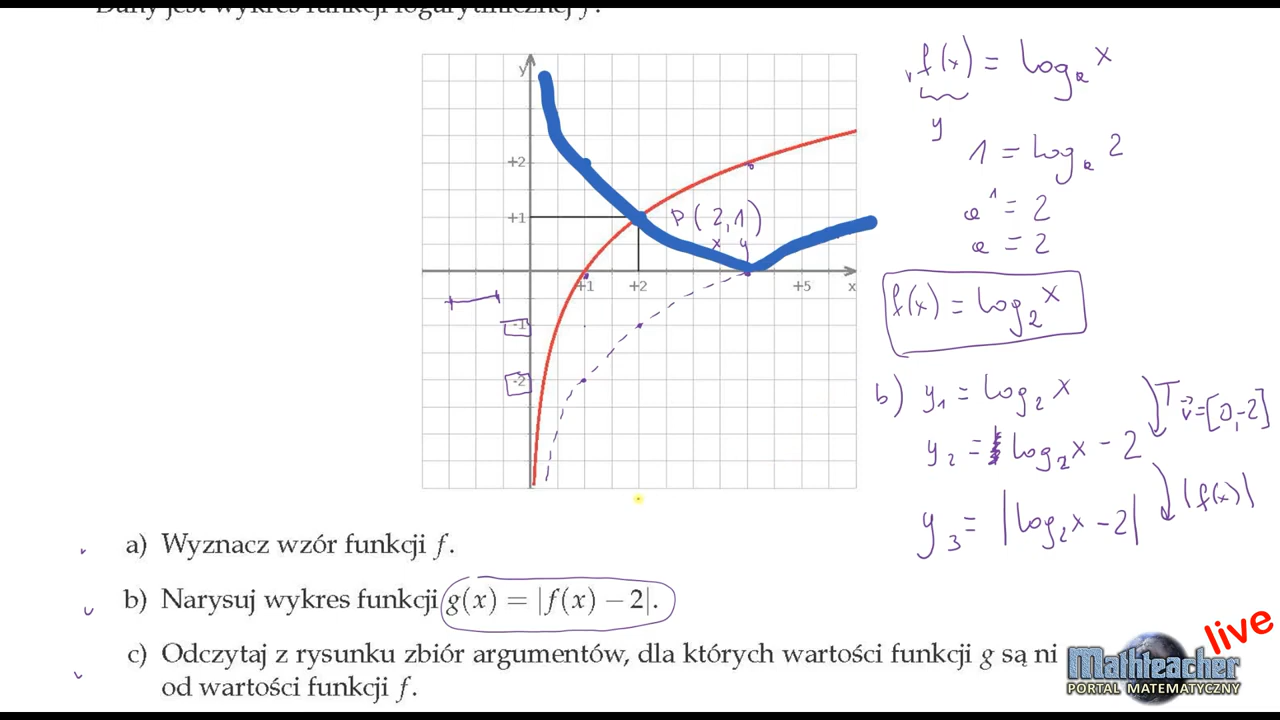 Dany jest wykres funkcji logarytmicznej f.
y
+2
+1
-1
-2
+1
+2
+5
x
P(2,1)
x y
f(x) = log_a x
y
1 = log_a 2
a¹ = 2
a = 2
f(x) = log₂ x
b) y₁ = log₂ x
T v⃗=[0,-2]
y₂ = log₂ x - 2
|f(x)|
y₃ = |log₂ x - 2|
a) Wyznacz wzór funkcji f.
b) Narysuj wykres funkcji g(x) = |f(x) − 2|.
c) Odczytaj z rysunku zbiór argumentów, dla których wartości funkcji g są ni
od wartości funkcji f.
Mathteacher
live
PORTAL MATEMATYCZNY